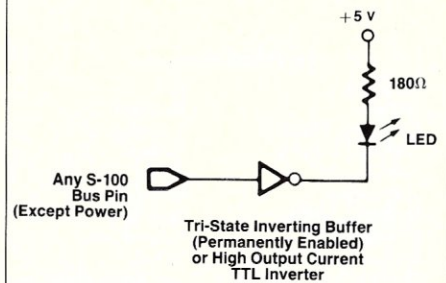 +5 v
180Ω
LED
Any S-100
Bus Pin
(Except Power)
Tri-State Inverting Buffer
(Permanently Enabled)
or High Output Current
TTL Inverter